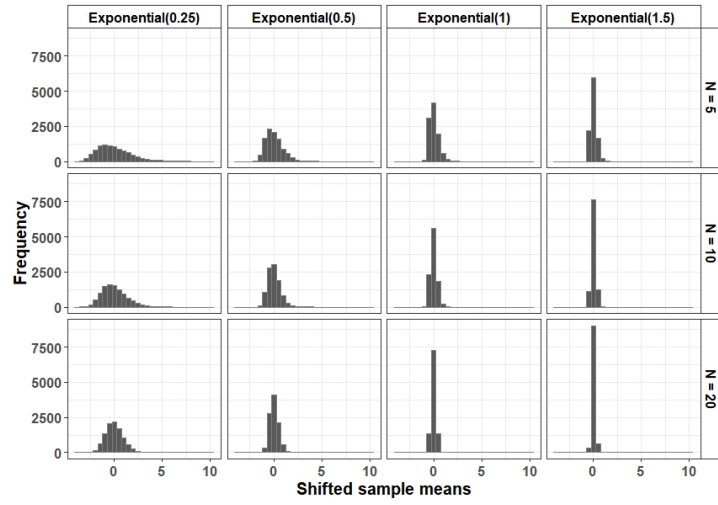 Exponential(0.25) Exponential(0.5) Exponential(1) Exponential(1.5)
7500
5000
2500
0
N = 5
7500
5000
2500
0
N = 10
7500
5000
2500
0
N = 20
Frequency
0 5 10 0 5 10 0 5 10 0 5 10
Shifted sample means